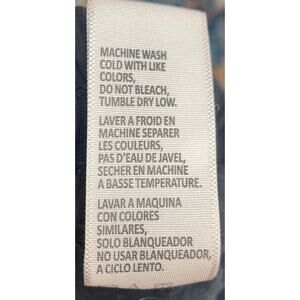 MACHINE WASH
COLD WITH LIKE
COLORS,
DO NOT BLEACH,
TUMBLE DRY LOW.
LAVER A FROID EN
MACHINE SEPARER
LES COULEURS,
PAS D'EAU DE JAVEL,
SECHER EN MACHINE
A BASSE TEMPERATURE.
LAVAR A MAQUINA
CON COLORES
SIMILARES,
SOLO BLANQUEADOR
NO USAR BLANQUEADOR,
A CICLO LENTO.